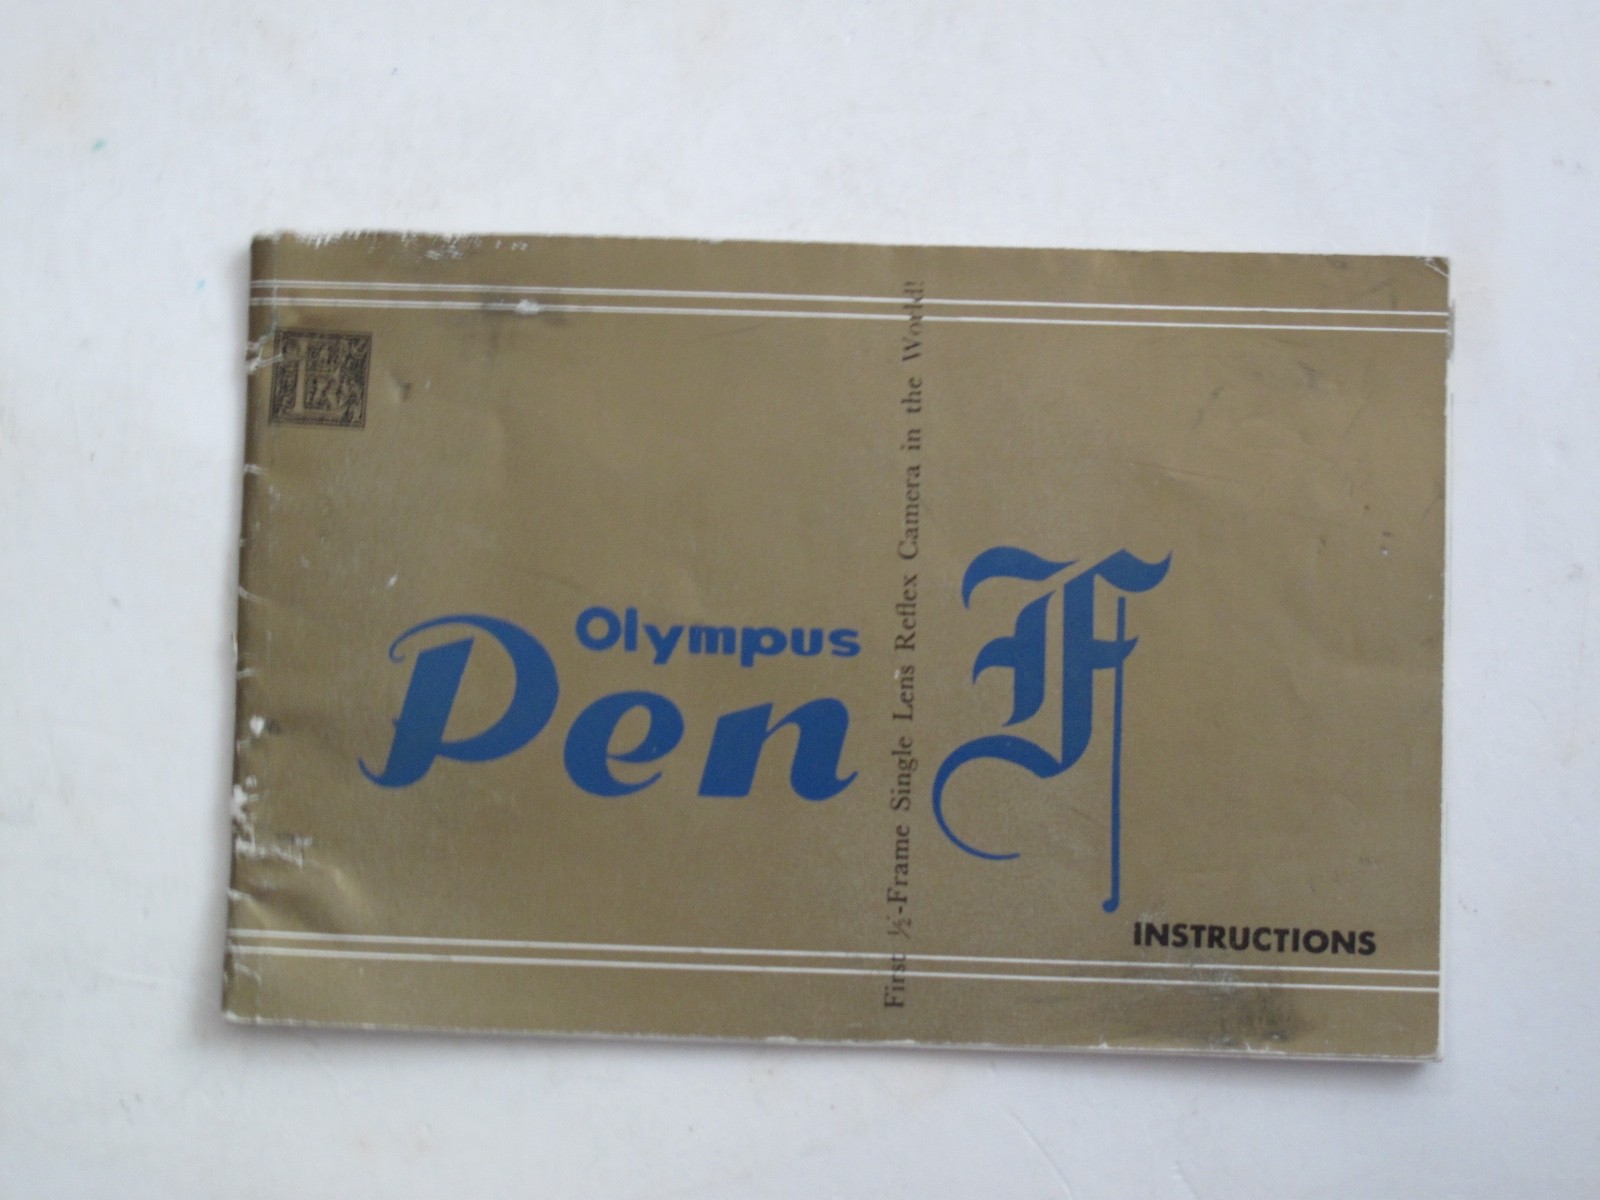 E
Olympus
Pen F
First ½-Frame Single Lens Reflex Camera in the World!
INSTRUCTIONS